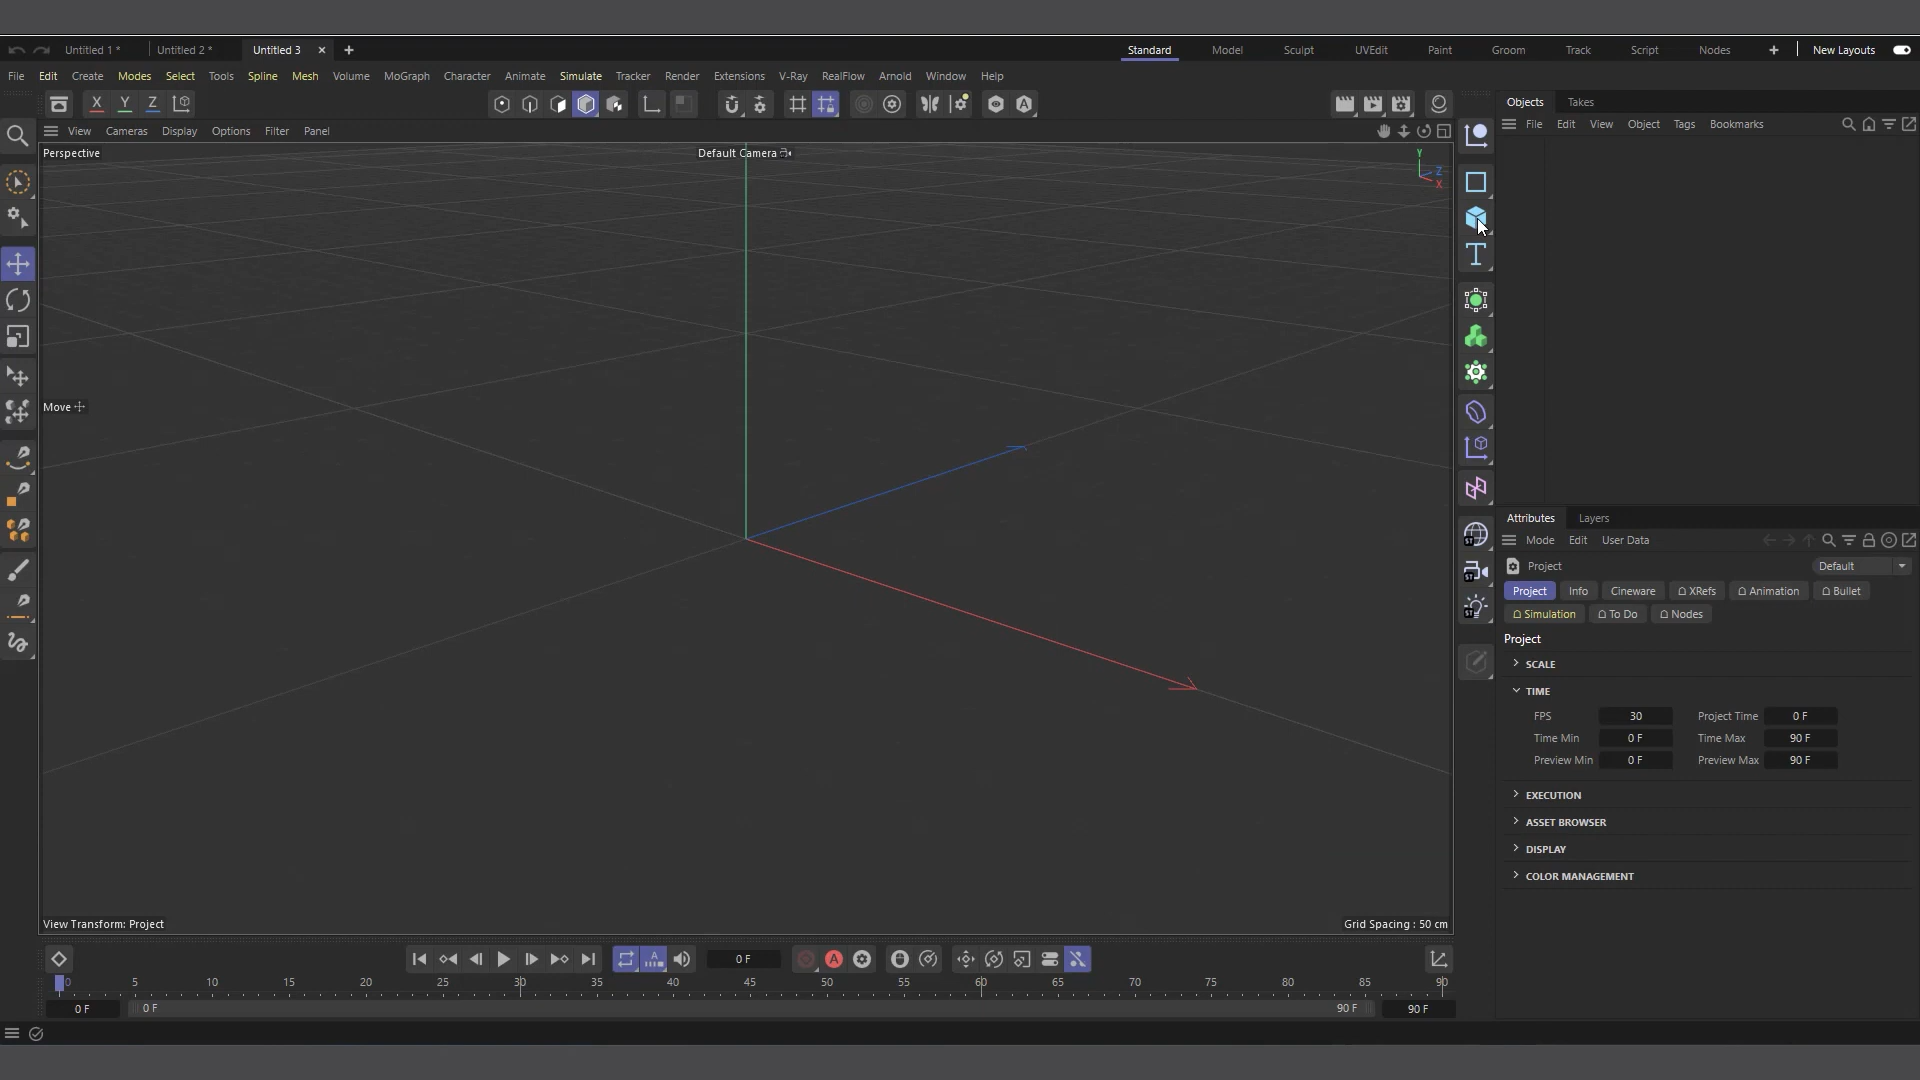 Untitled 1 * Untitled 2 * Untitled 3 × + Standard Model Sculpt UVEdit Paint Groom Track Script Nodes + New Layouts
File Edit Create Modes Select Tools Spline Mesh Volume MoGraph Character Animate Simulate Tracker Render Extensions V-Ray RealFlow Arnold Window Help
X Y Z A
Objects Takes
View Cameras Display Options Filter Panel
File Edit View Object Tags Bookmarks
Perspective
Default Camera
Y
Z
X
T
Move
ST
ST
ST
Attributes Layers
Mode Edit User Data
Project Default
Project Info Cineware XRefs Animation Bullet
Simulation To Do Nodes
Project
SCALE
TIME
FPS 30 Project Time 0 F
Time Min 0 F Time Max 90 F
Preview Min 0 F Preview Max 90 F
EXECUTION
ASSET BROWSER
DISPLAY
COLOR MANAGEMENT
View Transform: Project
Grid Spacing : 50 cm
A 0 F A
0 5 10 15 20 25 30 35 40 45 50 55 60 65 70 75 80 85 90
0 F 0 F 90 F 90 F